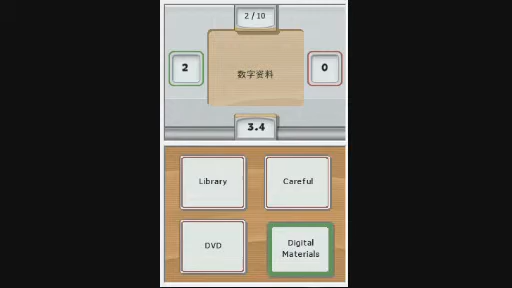 2 / 10
2
数字资料
0
3.4
Library
Careful
DVD
Digital
Materials